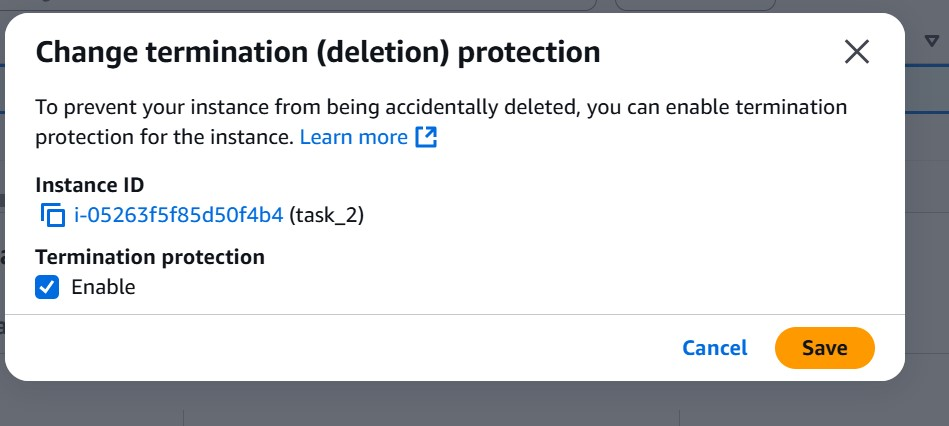 Change termination (deletion) protection
To prevent your instance from being accidentally deleted, you can enable termination
protection for the instance. Learn more
Instance ID
i-05263f5f85d50f4b4 (task_2)
Termination protection
Enable
Cancel
Save